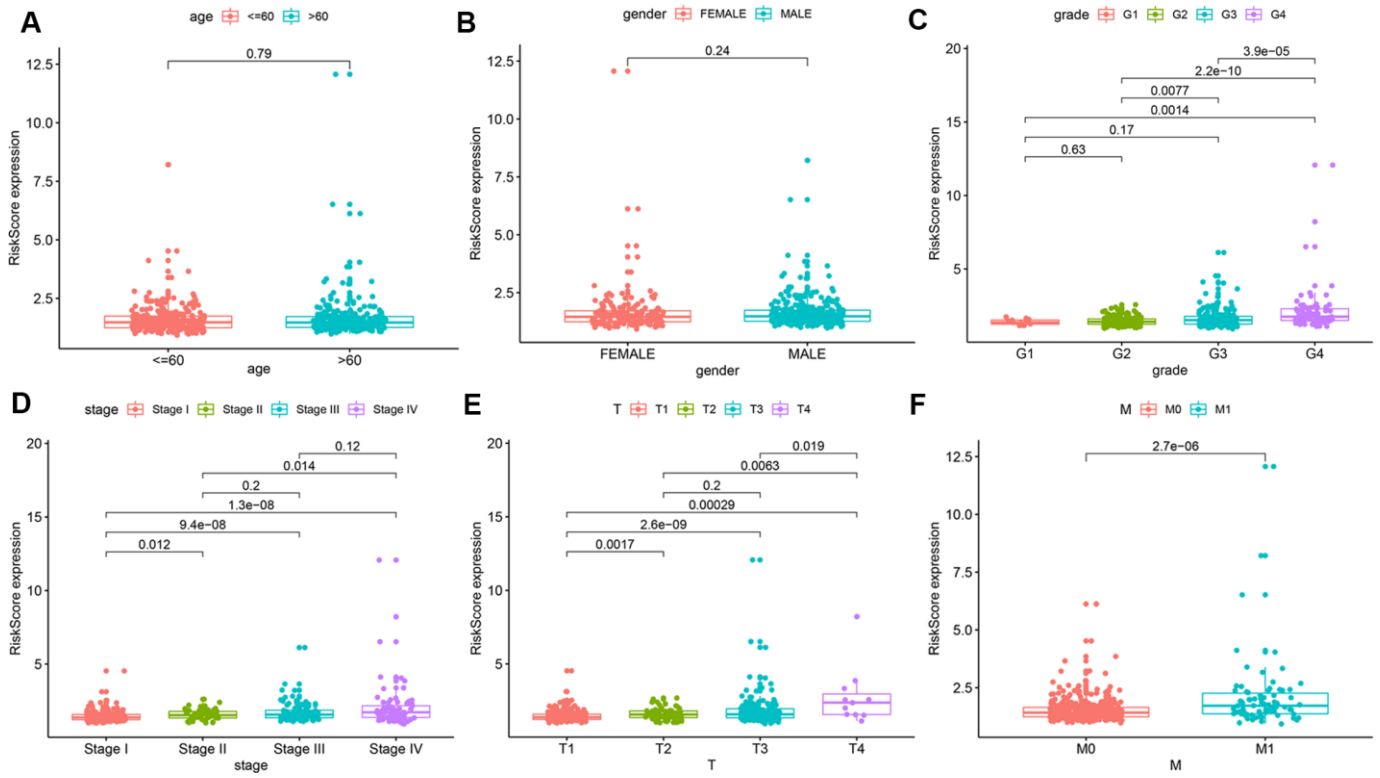 A
age <=60 >60
0.79
12.5
10.0
7.5
5.0
2.5
RiskScore expression
<=60 >60
age
B
gender FEMALE MALE
0.24
12.5
10.0
7.5
5.0
2.5
RiskScore expression
FEMALE MALE
gender
C
grade G1 G2 G3 G4
20
15
10
5
RiskScore expression
3.9e−05
2.2e−10
0.0077
0.0014
0.17
0.63
G1 G2 G3 G4
grade
D
stage Stage I Stage II Stage III Stage IV
20
15
10
5
RiskScore expression
0.12
0.014
0.2
1.3e−08
9.4e−08
0.012
Stage I Stage II Stage III Stage IV
stage
E
T T1 T2 T3 T4
20
15
10
5
RiskScore expression
0.019
0.0063
0.2
0.00029
2.6e−09
0.0017
T1 T2 T3 T4
T
F
M M0 M1
2.7e−06
12.5
10.0
7.5
5.0
2.5
RiskScore expression
M0 M1
M